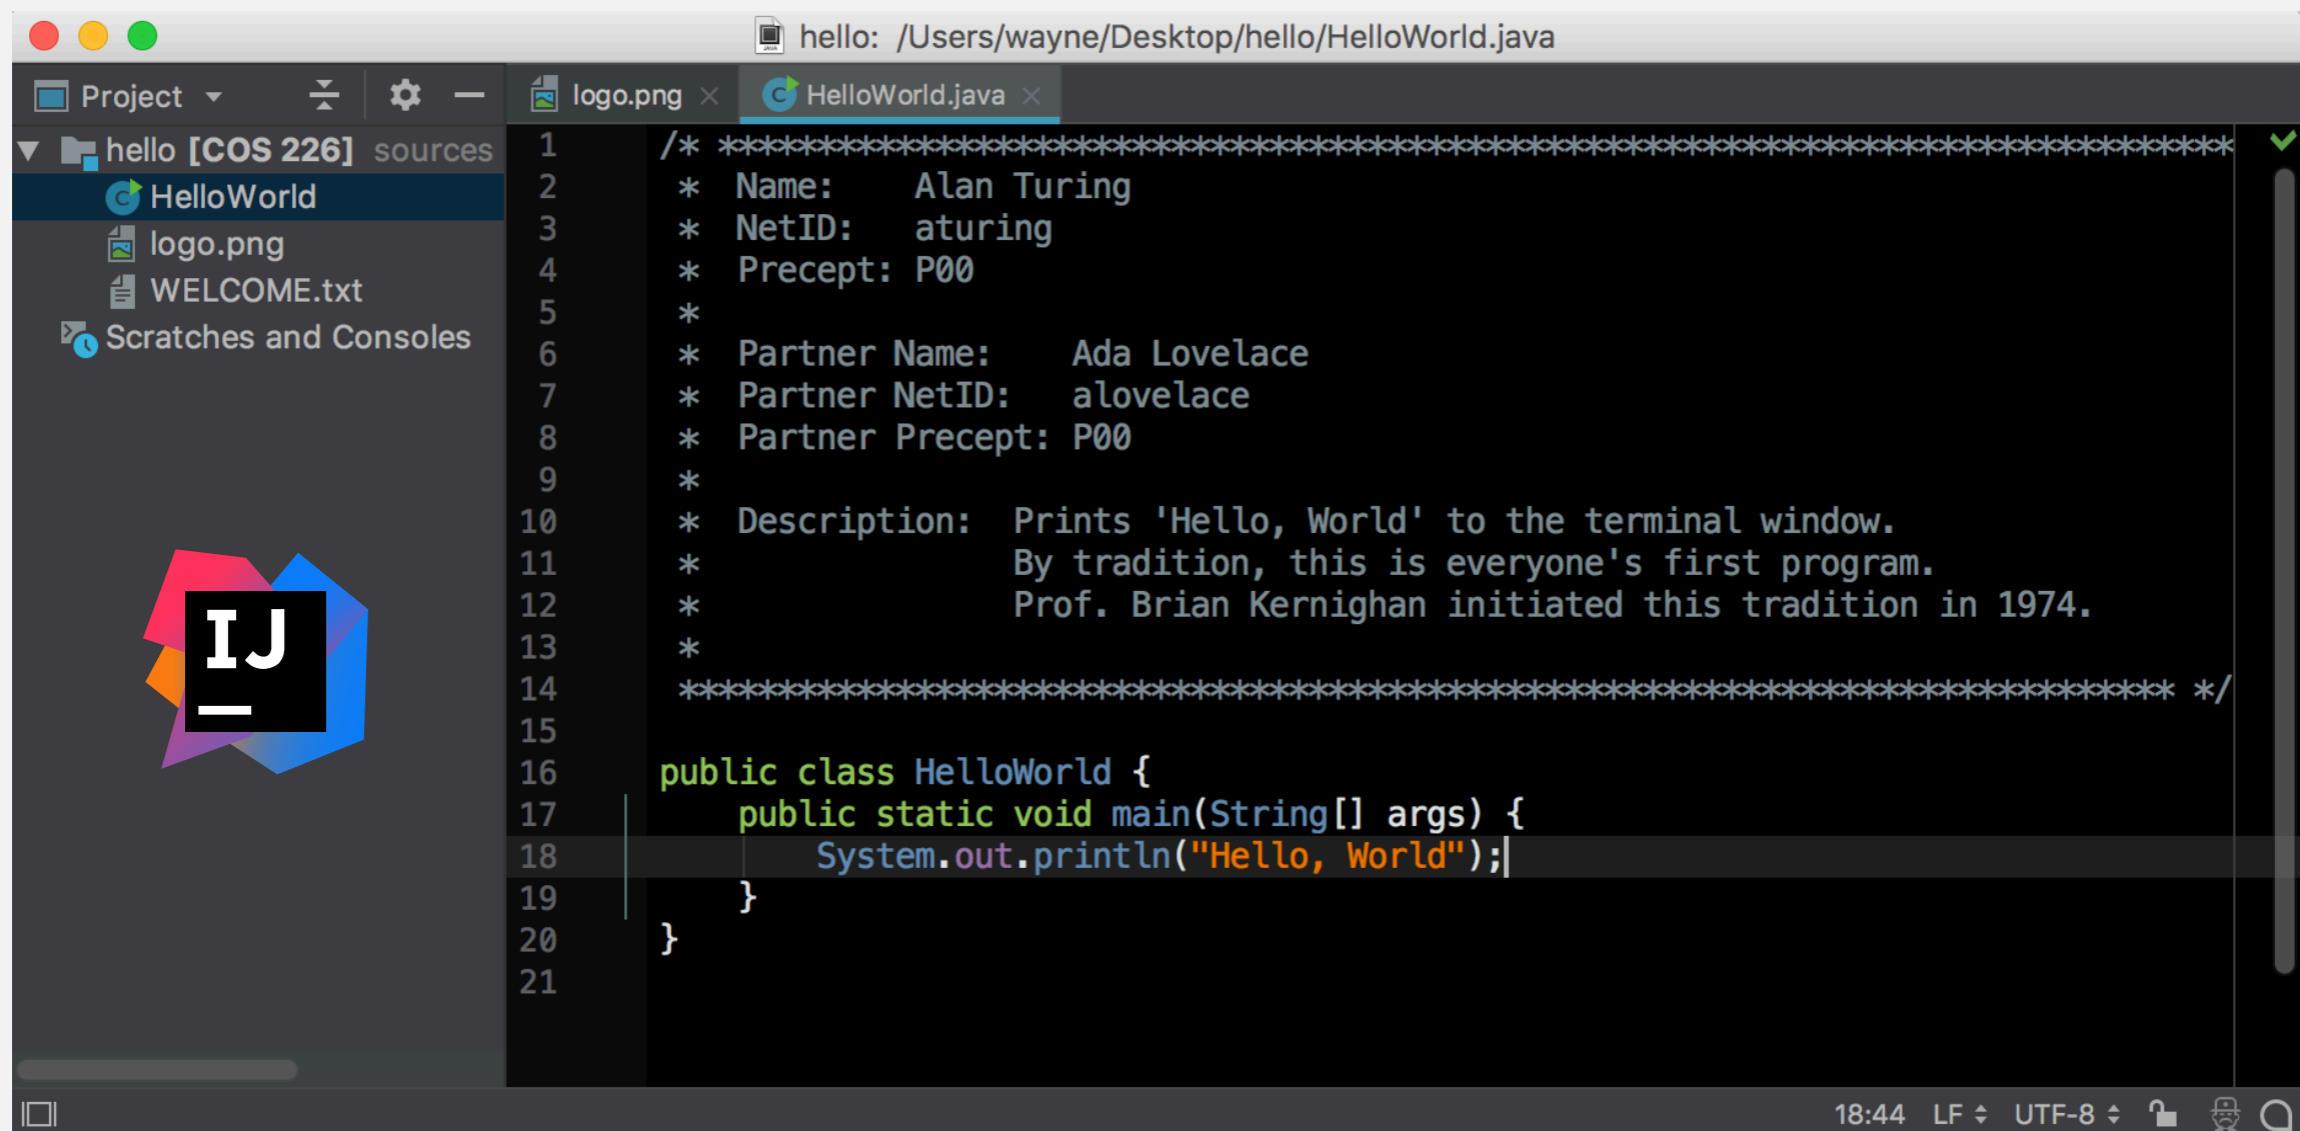 hello: /Users/wayne/Desktop/hello/HelloWorld.java
Project
hello [COS 226] sources
HelloWorld
logo.png
WELCOME.txt
Scratches and Consoles
IJ
logo.png
HelloWorld.java
1 /* *****************************************************************************
2  *  Name:    Alan Turing
3  *  NetID:   aturing
4  *  Precept: P00
5  *
6  *  Partner Name:    Ada Lovelace
7  *  Partner NetID:   alovelace
8  *  Partner Precept: P00
9  *
10  *  Description:  Prints 'Hello, World' to the terminal window.
11  *                By tradition, this is everyone's first program.
12  *                Prof. Brian Kernighan initiated this tradition in 1974.
13  *
14  **************************************************************************** */
15
16 public class HelloWorld {
17     public static void main(String[] args) {
18         System.out.println("Hello, World");
19     }
20 }
21
18:44 LF UTF-8